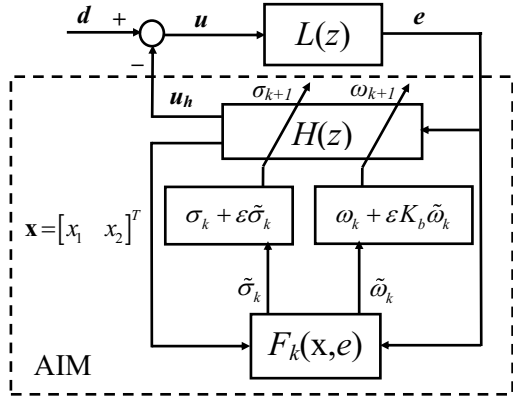 d + u L(z) e
−
u_h σ_{k+1} ω_{k+1}
H(z)
x = [x_1 x_2]^T σ_k + εσ̃_k ω_k + εK_b ω̃_k
σ̃_k ω̃_k
F_k(x,e)
AIM